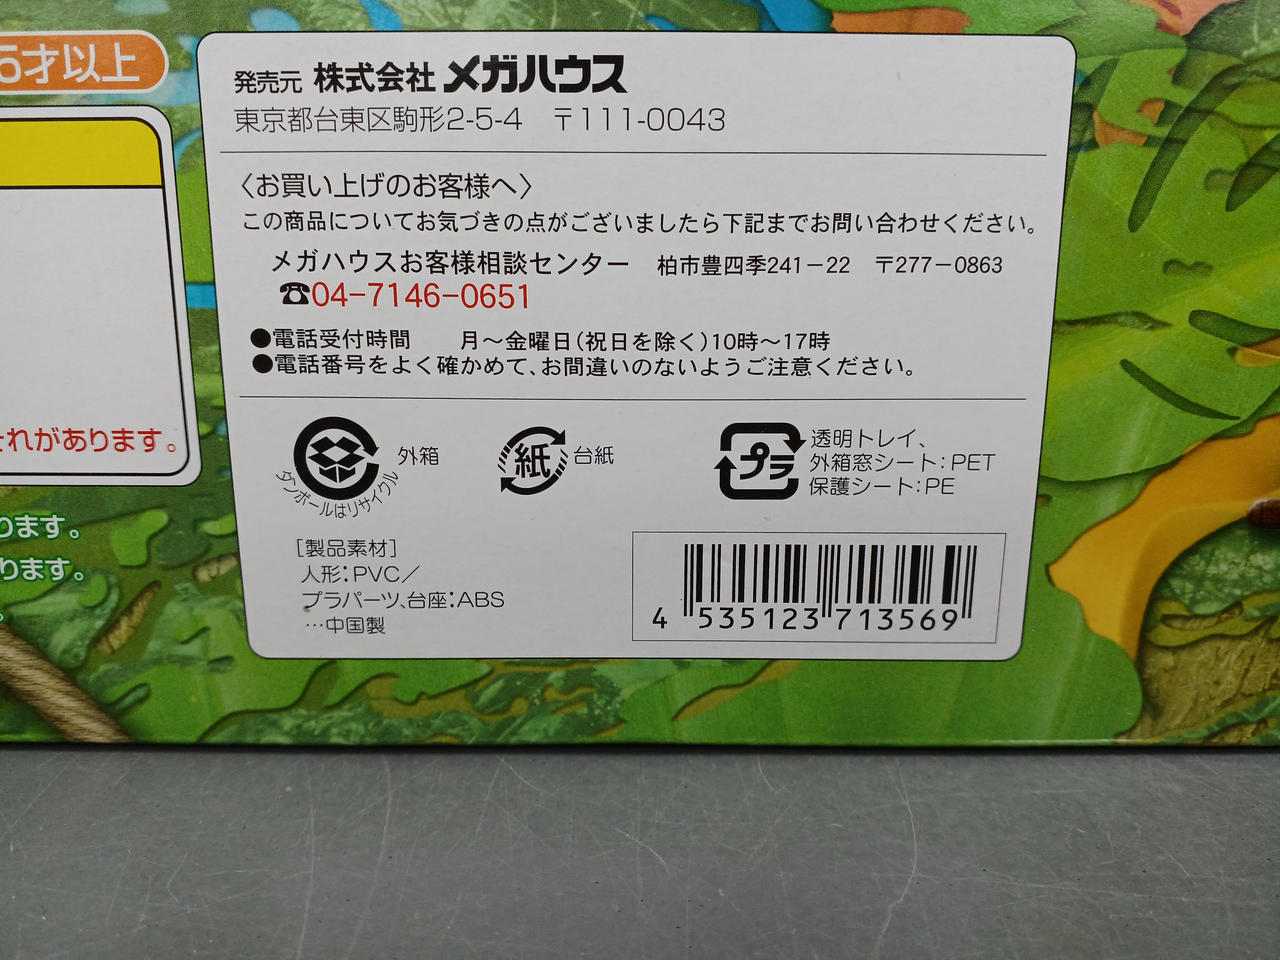 5才以上
発売元 株式会社 メガハウス
東京都台東区駒形2-5-4 〒111-0043
〈お買い上げのお客様へ〉
この商品についてお気づきの点がございましたら下記までお問い合わせください。
メガハウスお客様相談センター 柏市豊四季241−22 〒277−0863
☎04−7146−0651
●電話受付時間 月〜金曜日(祝日を除く)10時〜17時
●電話番号をよく確かめて、お間違いのないようご注意ください。
それがあります。
ります。
ります。
外箱
ダンボールはリサイクル
紙
台紙
プラ
透明トレイ、
外箱窓シート:PET
保護シート:PE
[製品素材]
人形:PVC/
プラパーツ、台座:ABS
…中国製
4 535123 713569